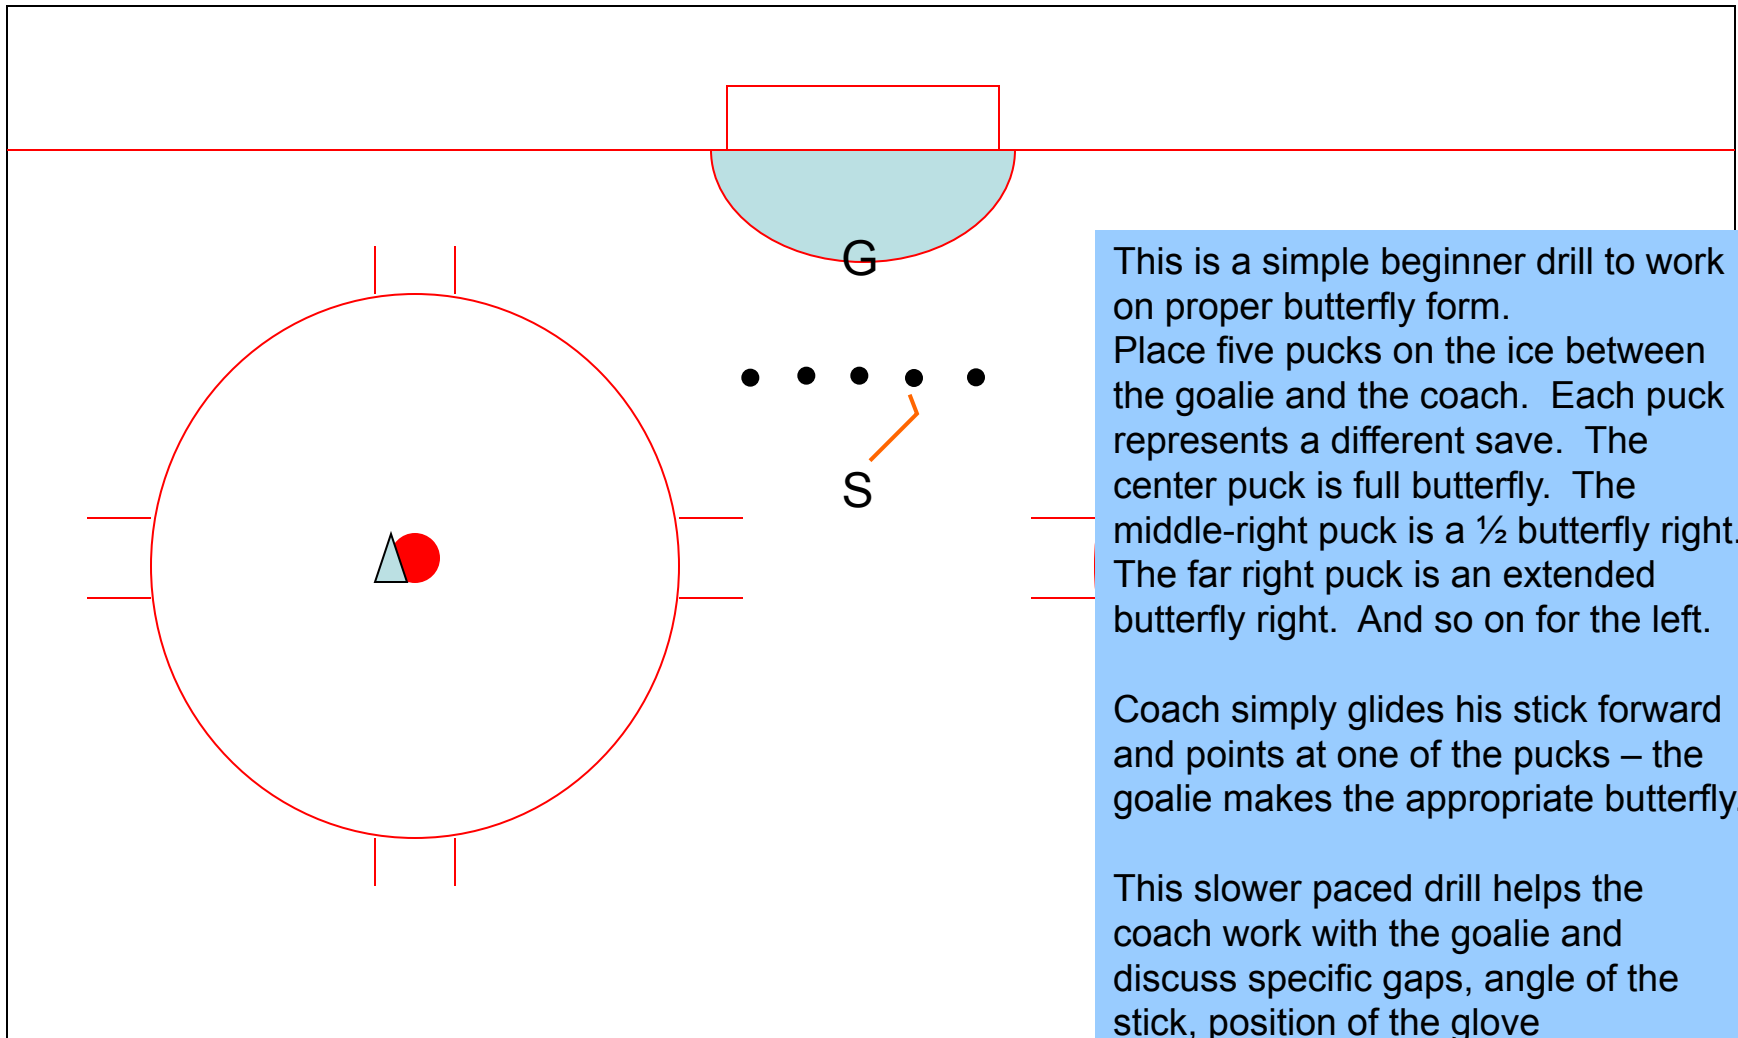 G
This is a simple beginner drill to work
on proper butterfly form.
Place five pucks on the ice between
the goalie and the coach.  Each puck
represents a different save.  The
center puck is full butterfly.  The
middle-right puck is a ½ butterfly right.
The far right puck is an extended
butterfly right.  And so on for the left.
S
Coach simply glides his stick forward
and points at one of the pucks – the
goalie makes the appropriate butterfly.
This slower paced drill helps the
coach work with the goalie and
discuss specific gaps, angle of the
stick, position of the glove